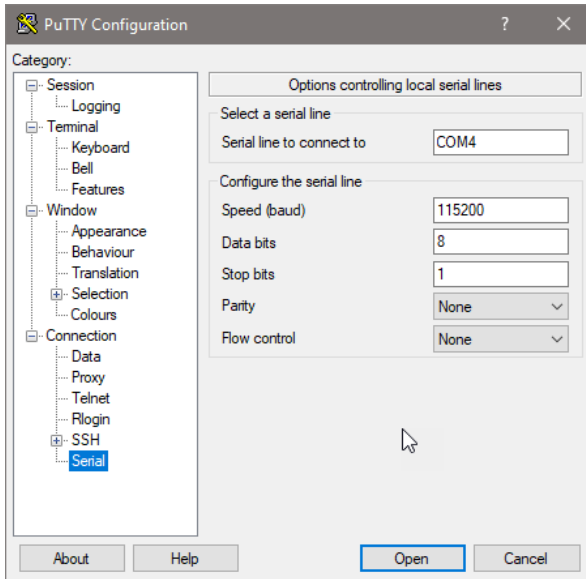 PuTTY Configuration
?
Category:
Session
Logging
Terminal
Keyboard
Bell
Features
Window
Appearance
Behaviour
Translation
Selection
Colours
Connection
Data
Proxy
Telnet
Rlogin
SSH
Serial
Options controlling local serial lines
Select a serial line
Serial line to connect to COM4
Configure the serial line
Speed (baud) 115200
Data bits 8
Stop bits 1
Parity None
Flow control None
About Help Open Cancel